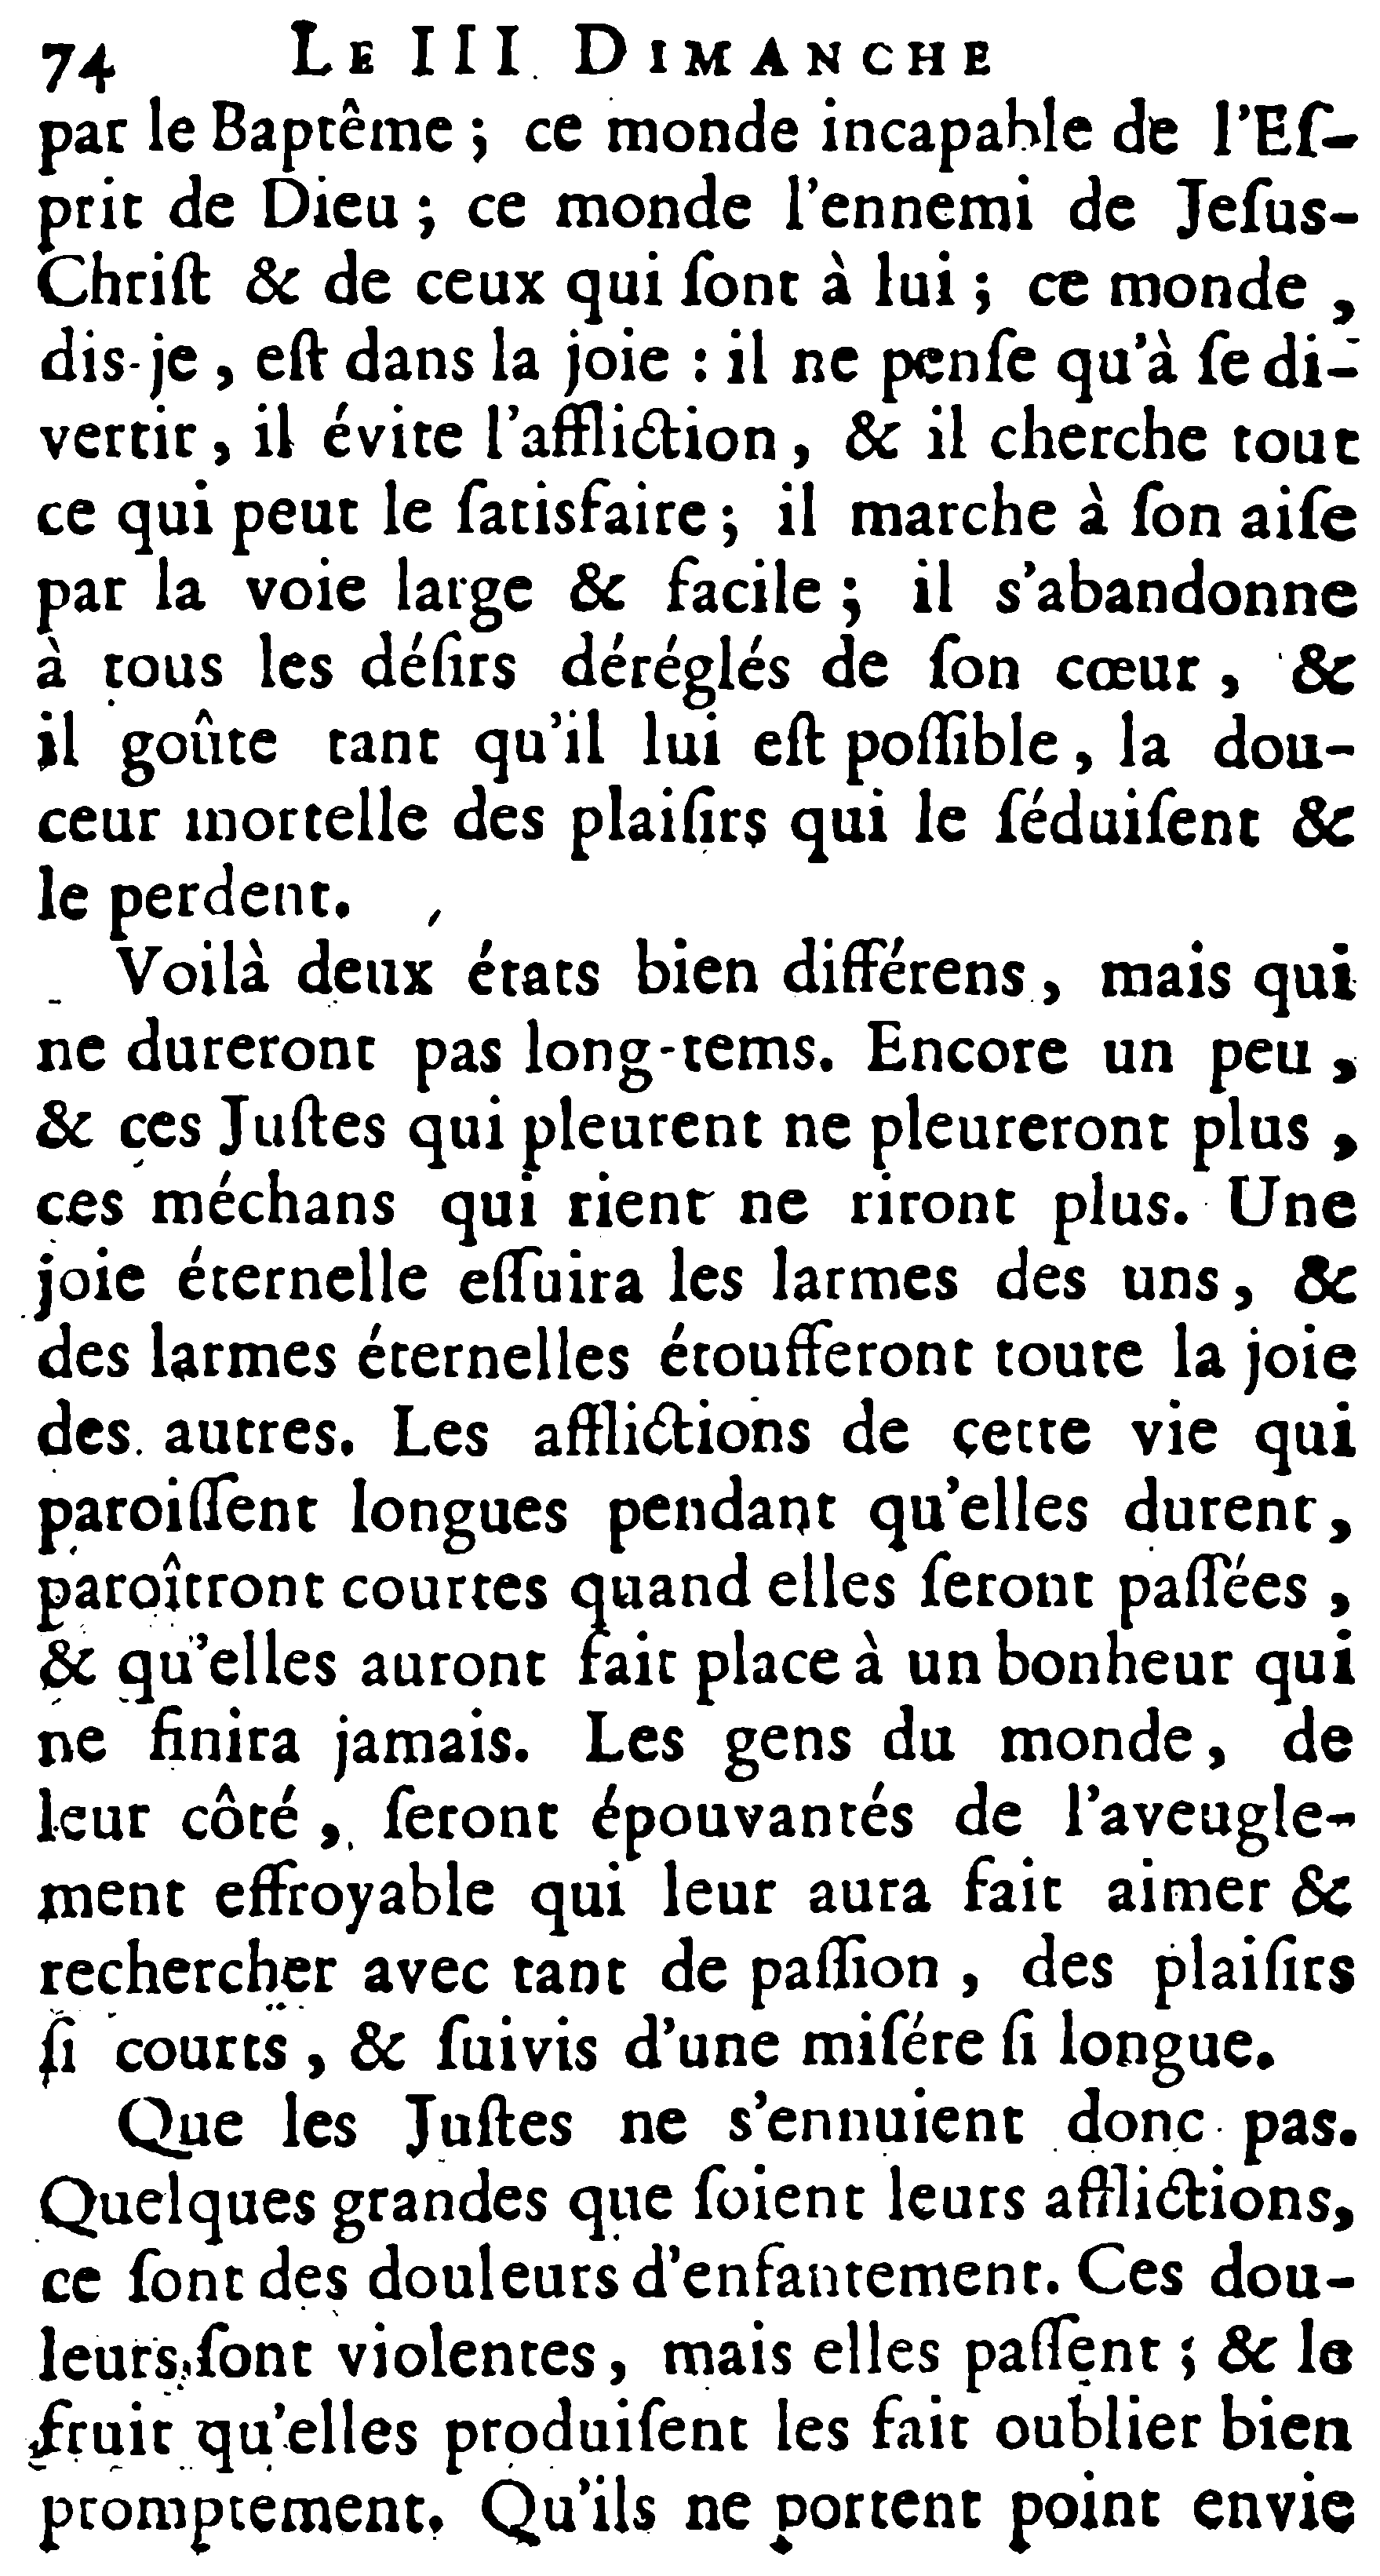 74 LE III. DIMANCHE
par le Baptême ; ce monde incapable de l'Eſ-
prit de Dieu ; ce monde l'ennemi de Jeſus-
Chriſt & de ceux qui ſont à lui ; ce monde ,
dis-je , eſt dans la joie : il ne penſe qu'à ſe di-
vertir , il évite l'affliction , & il cherche tout
ce qui peut le ſatisfaire ; il marche à ſon aiſe
par la voie large & facile ; il s'abandonne
à tous les déſirs déréglés de ſon cœur , &
il goûte tant qu'il lui eſt poſſible , la dou-
ceur mortelle des plaiſirs qui le ſéduiſent &
le perdent.
Voilà deux états bien différens , mais qui
ne dureront pas long-tems. Encore un peu ,
& ces Juſtes qui pleurent ne pleureront plus ,
ces méchans qui rient ne riront plus. Une
joie éternelle eſſuira les larmes des uns , &
des larmes éternelles étoufferont toute la joie
des autres. Les afflictions de cette vie qui
paroiſſent longues pendant qu'elles durent ,
paroîtront courtes quand elles ſeront paſſées ,
& qu'elles auront fait place à un bonheur qui
ne finira jamais. Les gens du monde , de
leur côté , ſeront épouvantés de l'aveugle-
ment effroyable qui leur aura fait aimer &
rechercher avec tant de paſſion , des plaiſirs
ſi courts , & ſuivis d'une miſére ſi longue.
Que les Juſtes ne s'ennuient donc pas.
Quelques grandes que ſoient leurs afflictions,
ce ſont des douleurs d'enfantement. Ces dou-
leurs ſont violentes , mais elles paſſent ; & le
fruit qu'elles produiſent les fait oublier bien
promptement. Qu'ils ne portent point envie